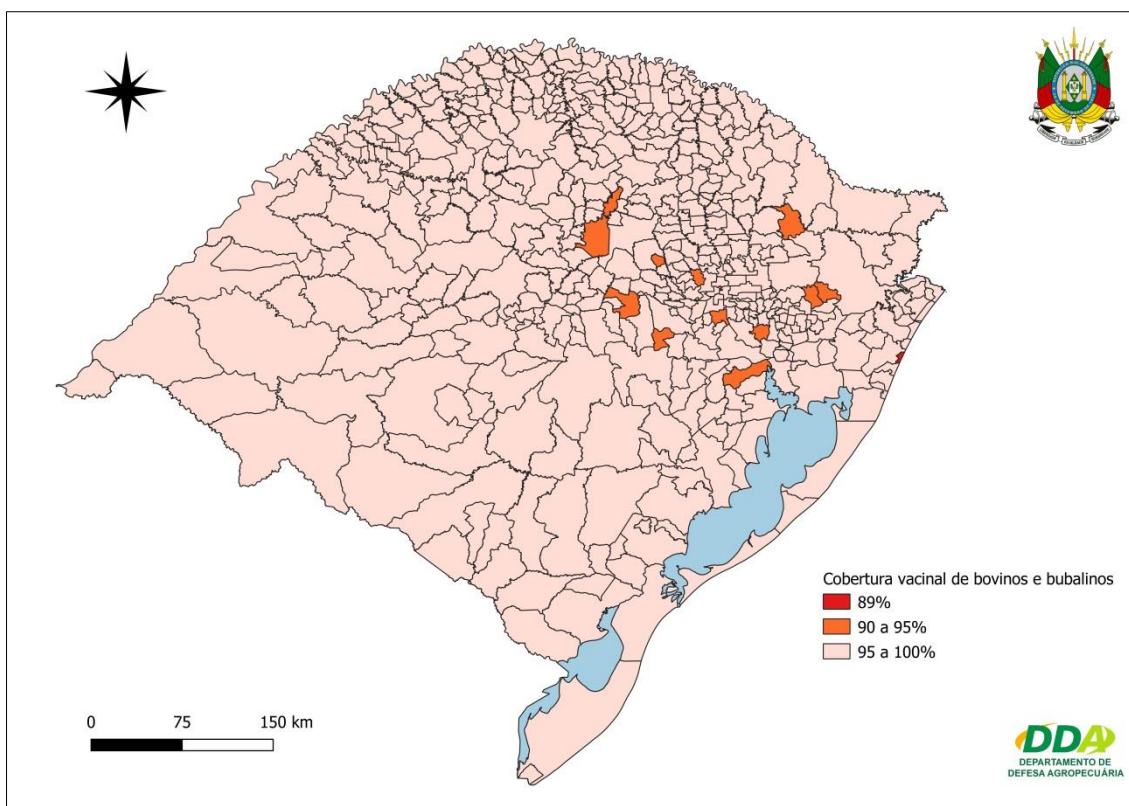 Cobertura vacinal de bovinos e bubalinos
89%
90 a 95%
95 a 100%
0 75 150 km
DDA
DEPARTAMENTO DE
DEFESA AGROPECUÁRIA